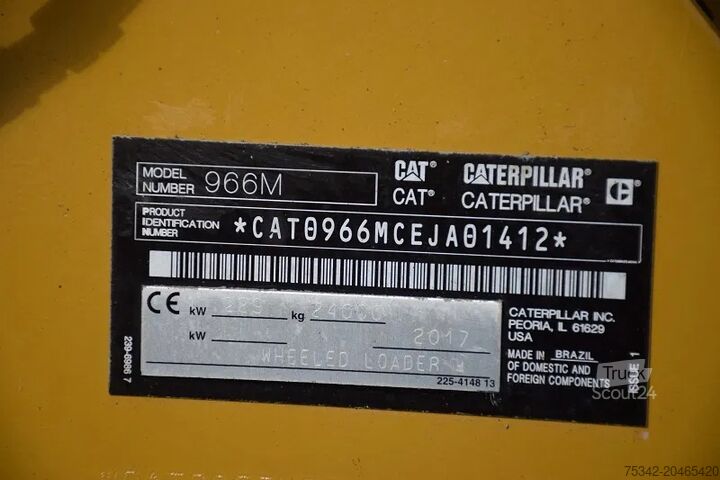 MODEL NUMBER 966M
CAT® CATERPILLAR®
CAT® CATERPILLAR® C
PRODUCT IDENTIFICATION NUMBER *CAT0966MCEJA01412*
CE kW kg
kW 2017
WHEELED LOADER
225-4148 13
CATERPILLAR INC.
PEORIA, IL 61629
USA
MADE IN BRAZIL
OF DOMESTIC AND
FOREIGN COMPONENTS
ISSUE 1
239-6986 7
Truck
Scout24
75342-20465420